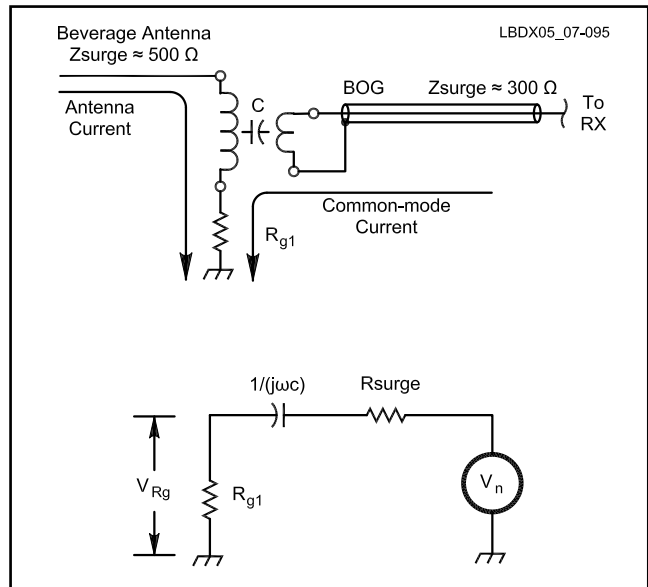 Beverage Antenna
Zsurge ≈ 500 Ω
LBDX05_07-095
C
BOG
Zsurge ≈ 300 Ω
To
RX
Antenna
Current
Common-mode
Current
Rg1
1/(jωc)
Rsurge
VRg
Rg1
Vn